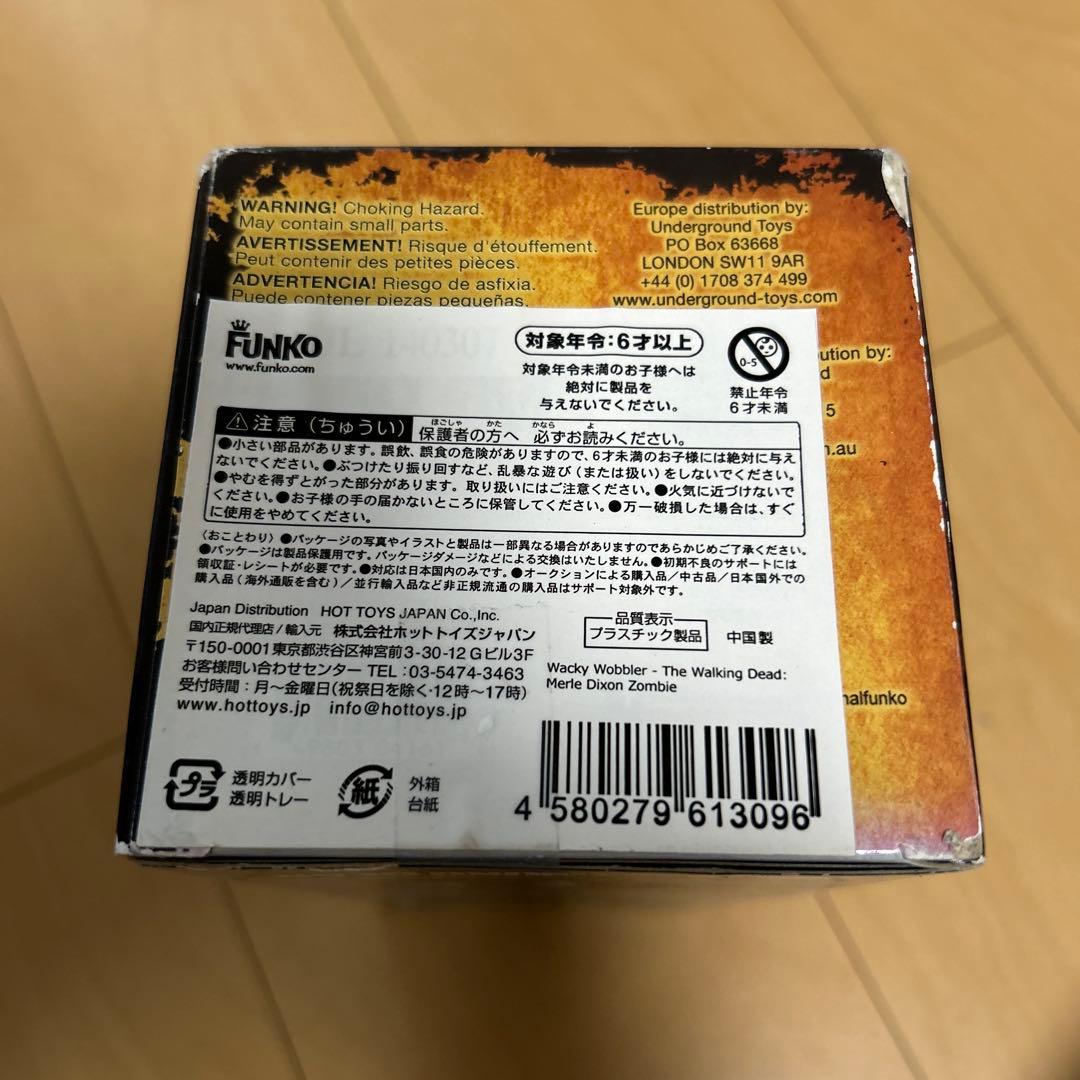 WARNING! Choking Hazard.
May contain small parts.
AVERTISSEMENT! Risque d'étouffement.
Peut contenir des petites pièces.
ADVERTENCIA! Riesgo de asfixia.
Puede contener piezas pequeñas.
Europe distribution by:
Underground Toys
PO Box 63668
LONDON SW11 9AR
+44 (0) 1708 374 499
www.underground-toys.com
by:
5
FUNKO
www.funko.com
対象年令:6才以上
対象年令未満のお子様へは
絶対に製品を
与えないでください。
0-5
禁止年令
6才未満
注意(ちゅうい) 保護者の方へ 必ずお読みください。
ほごしゃ かた かなら よ
●小さい部品があります。誤飲、誤食の危険がありますので、6才未満のお子様には絶対に与え
ないでください。●ぶつけたり振り回すなど、乱暴な遊び(または扱い)をしないでください。
●やむを得ずとがった部分があります。取り扱いにはご注意ください。●火気に近づけないで
ください。●お子様の手の届かないところに保管してください。●万一破損した場合は、すぐ
に使用をやめてください。
〈おことわり〉●パッケージの写真やイラストと製品は一部異なる場合がありますのであらかじめご了承ください。
●パッケージは製品保護用です。パッケージダメージなどによる交換はいたしません。●初期不良のサポートには
領収証・レシートが必要です。●対応は日本国内のみです。●オークションによる購入品/中古品/日本国外での
購入品(海外通販を含む)/並行輸入品など非正規流通の購入品はサポート対象外です。
Japan Distribution HOT TOYS JAPAN Co.,Inc.
国内正規代理店/輸入元 株式会社ホットトイズジャパン
〒150-0001 東京都渋谷区神宮前3-30-12 Gビル3F
お客様問い合わせセンター TEL:03-5474-3463
受付時間:月〜金曜日(祝祭日を除く・12時〜17時)
www.hottoys.jp info@hottoys.jp
品質表示
プラスチック製品 中国製
Wacky Wobbler - The Walking Dead:
Merle Dixon Zombie
プラ 透明カバー
透明トレー
紙 外箱
台紙
4 580279 613096